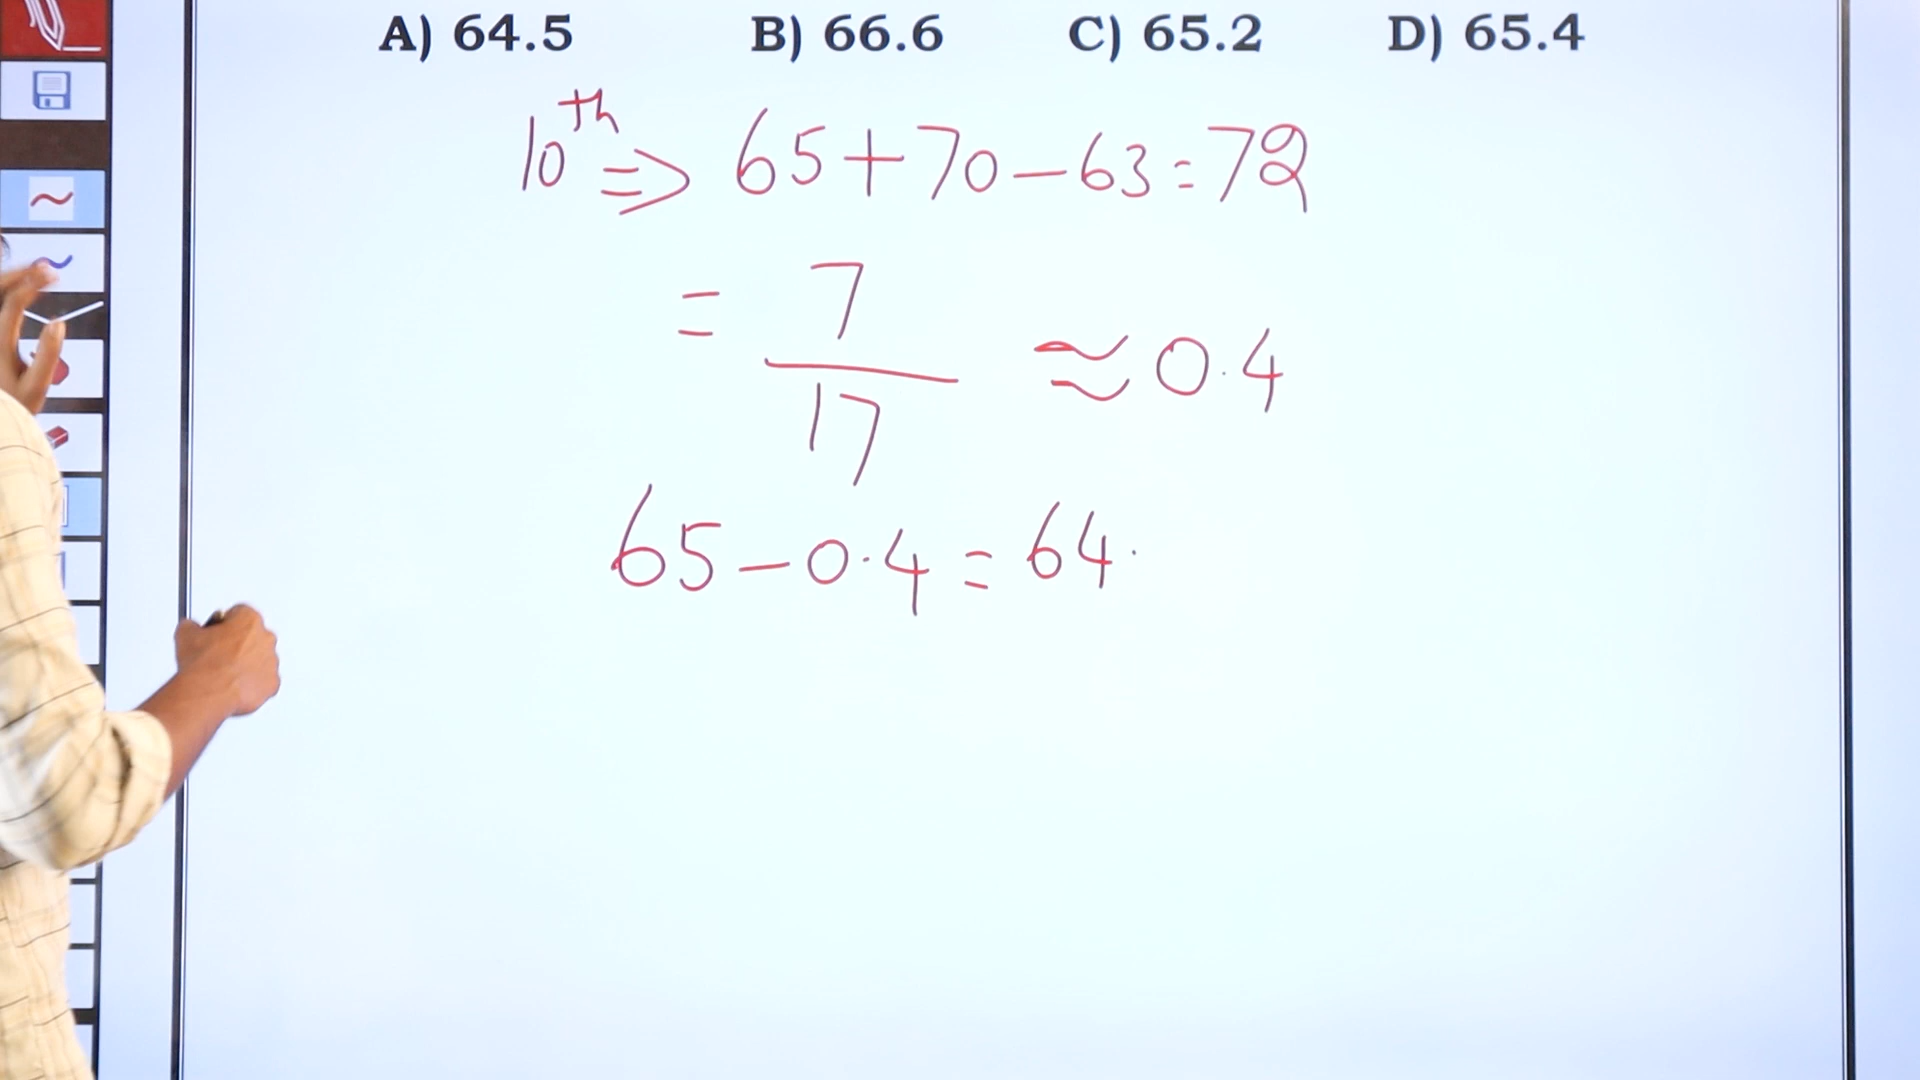 A) 64.5 B) 66.6 C) 65.2 D) 65.4
10th ⇒ 65+70−63=72
= 7/17 ≈ 0.4
65−0.4=64.